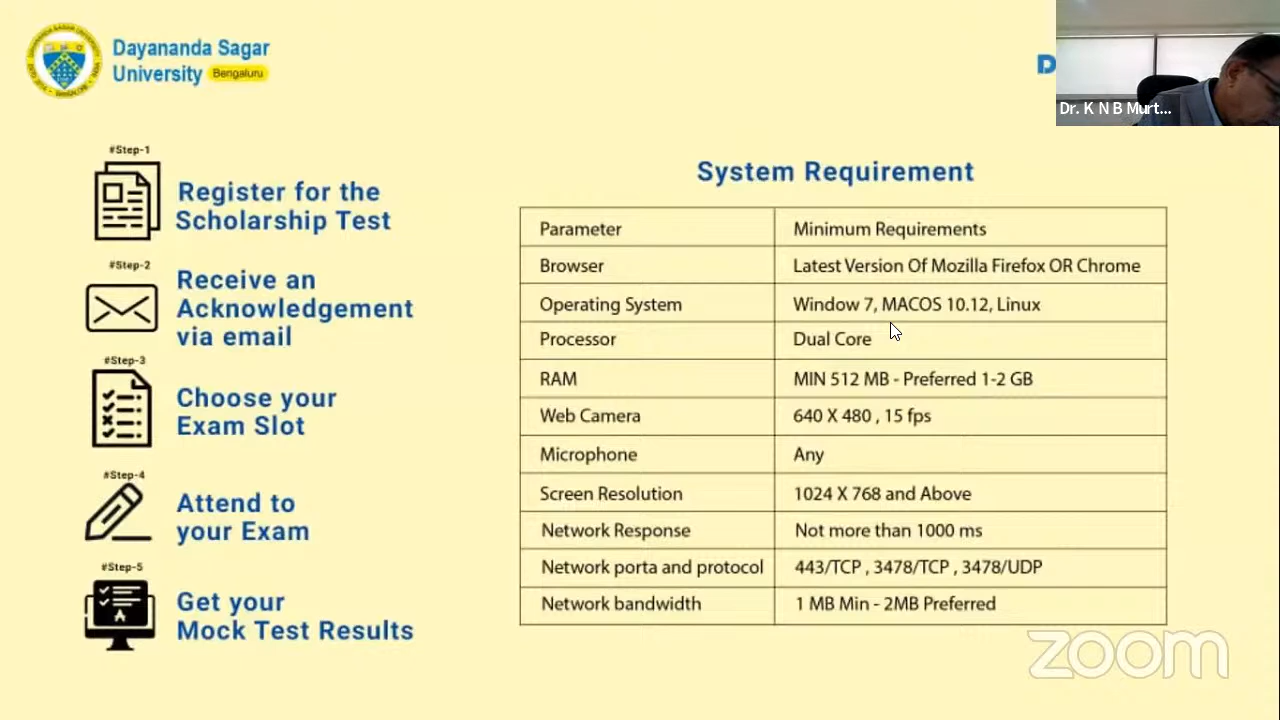 Dayananda Sagar
University Bengaluru
D
Dr. K N B Murt...
#Step-1
Register for the
Scholarship Test
#Step-2
Receive an
Acknowledgement
via email
#Step-3
Choose your
Exam Slot
#Step-4
Attend to
your Exam
#Step-5
Get your
Mock Test Results
System Requirement
Parameter Minimum Requirements
Browser Latest Version Of Mozilla Firefox OR Chrome
Operating System Window 7, MACOS 10.12, Linux
Processor Dual Core
RAM MIN 512 MB - Preferred 1-2 GB
Web Camera 640 X 480 , 15 fps
Microphone Any
Screen Resolution 1024 X 768 and Above
Network Response Not more than 1000 ms
Network porta and protocol 443/TCP , 3478/TCP , 3478/UDP
Network bandwidth 1 MB Min - 2MB Preferred
zoom